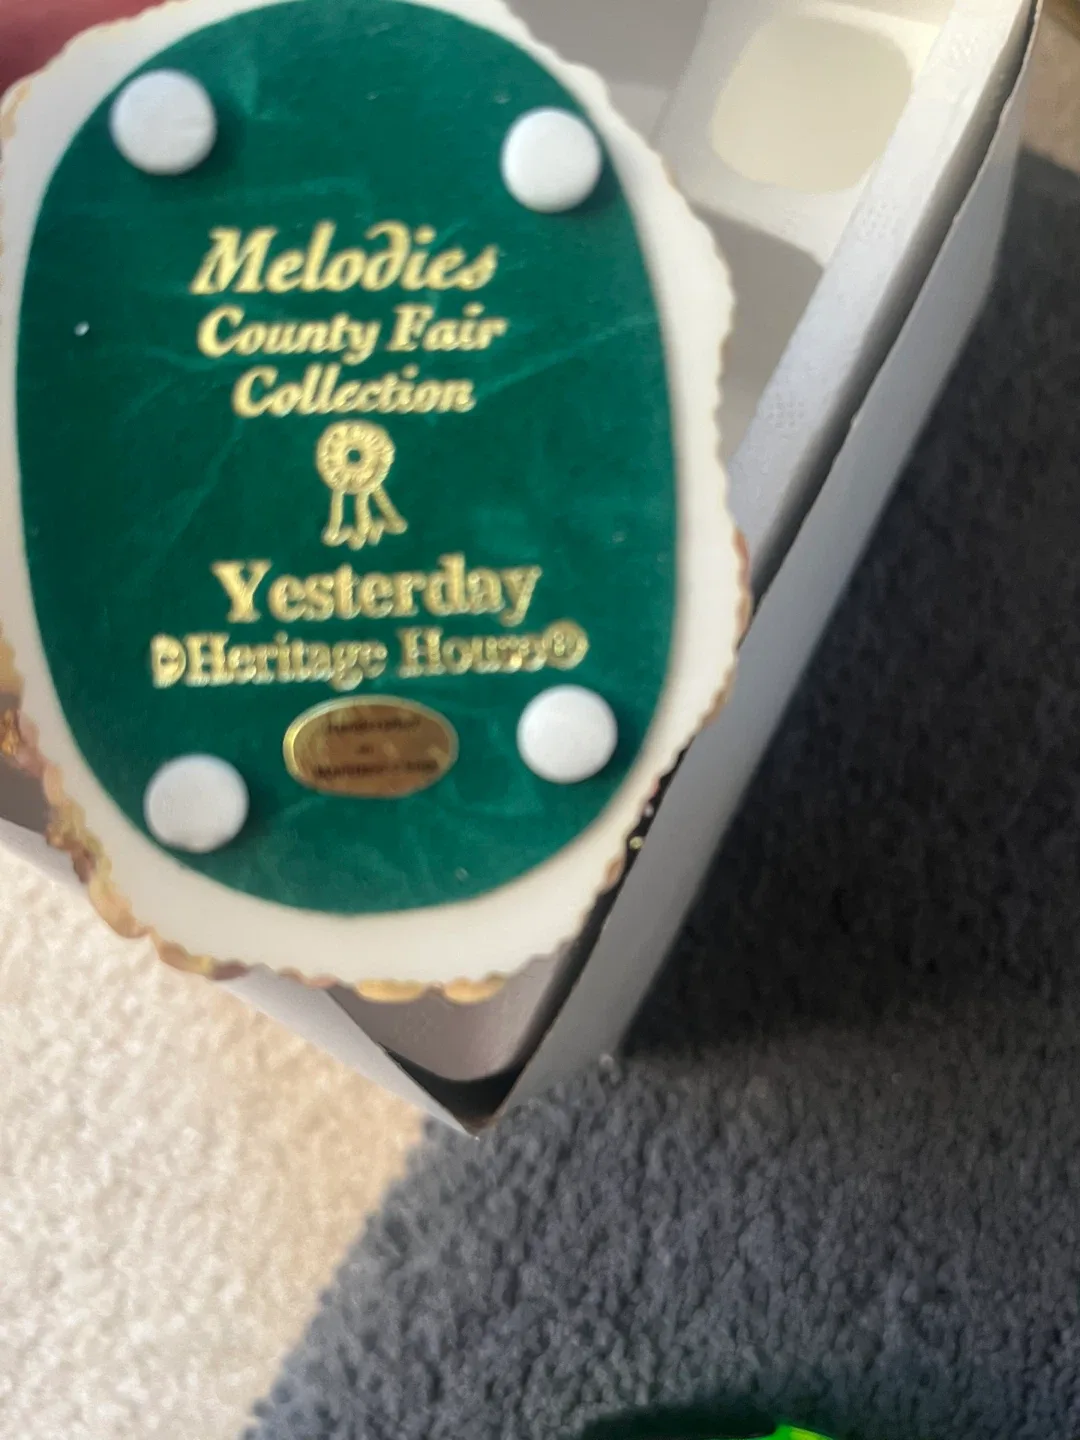 Melodies
County Fair
Collection
Yesterday
©Heritage House®